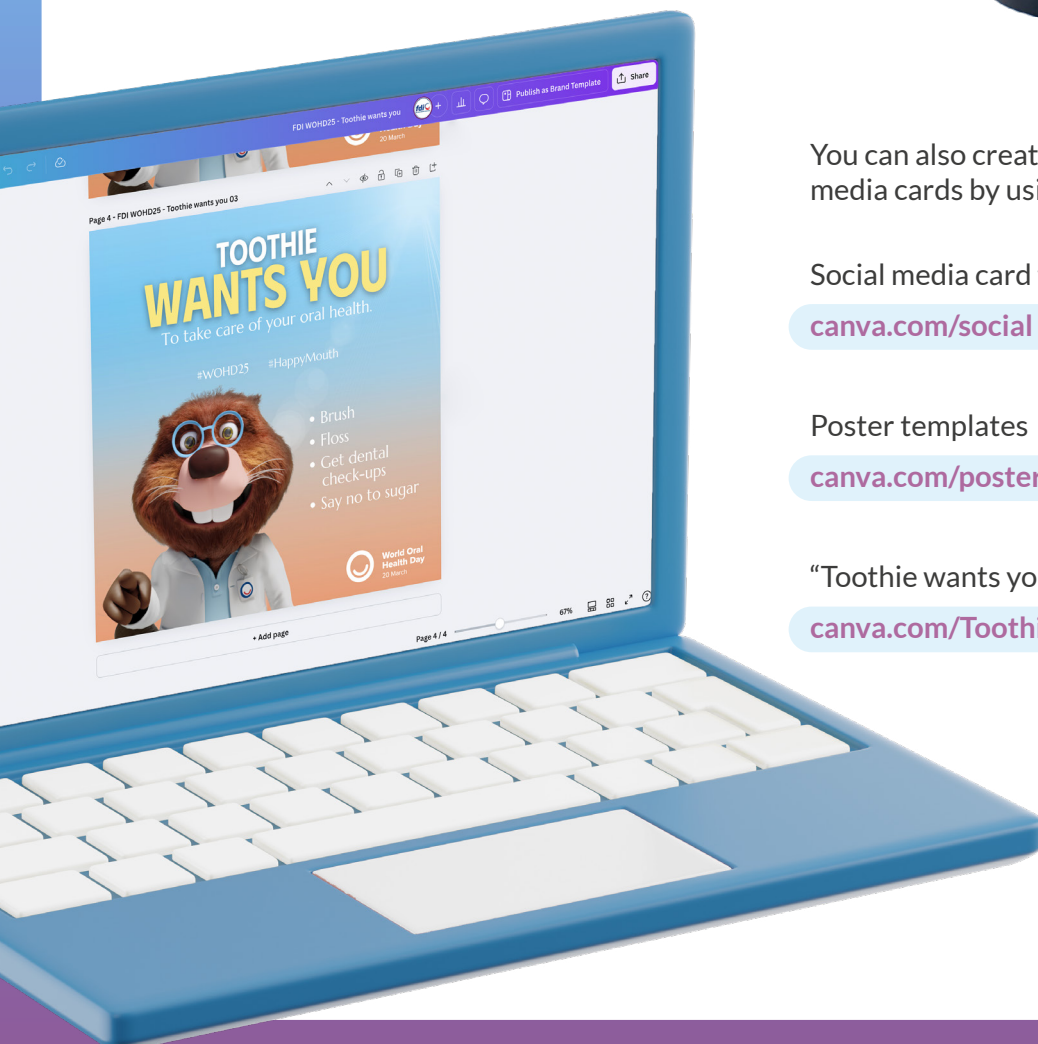 FDI WOHD25 - Toothie wants you
+
Publish as Brand Template
Share
20 March
Page 4 - FDI WOHD25 - Toothie wants you 03
TOOTHIE
WANTS YOU
To take care of your oral health.
#WOHD25 #HappyMouth
• Brush
• Floss
• Get dental
check-ups
• Say no to sugar
World Oral
Health Day
20 March
+ Add page
Page 4 / 4
67%
You can also creat
media cards by usi
Social media card
canva.com/social
Poster templates
canva.com/poster
“Toothie wants yo
canva.com/Toothi